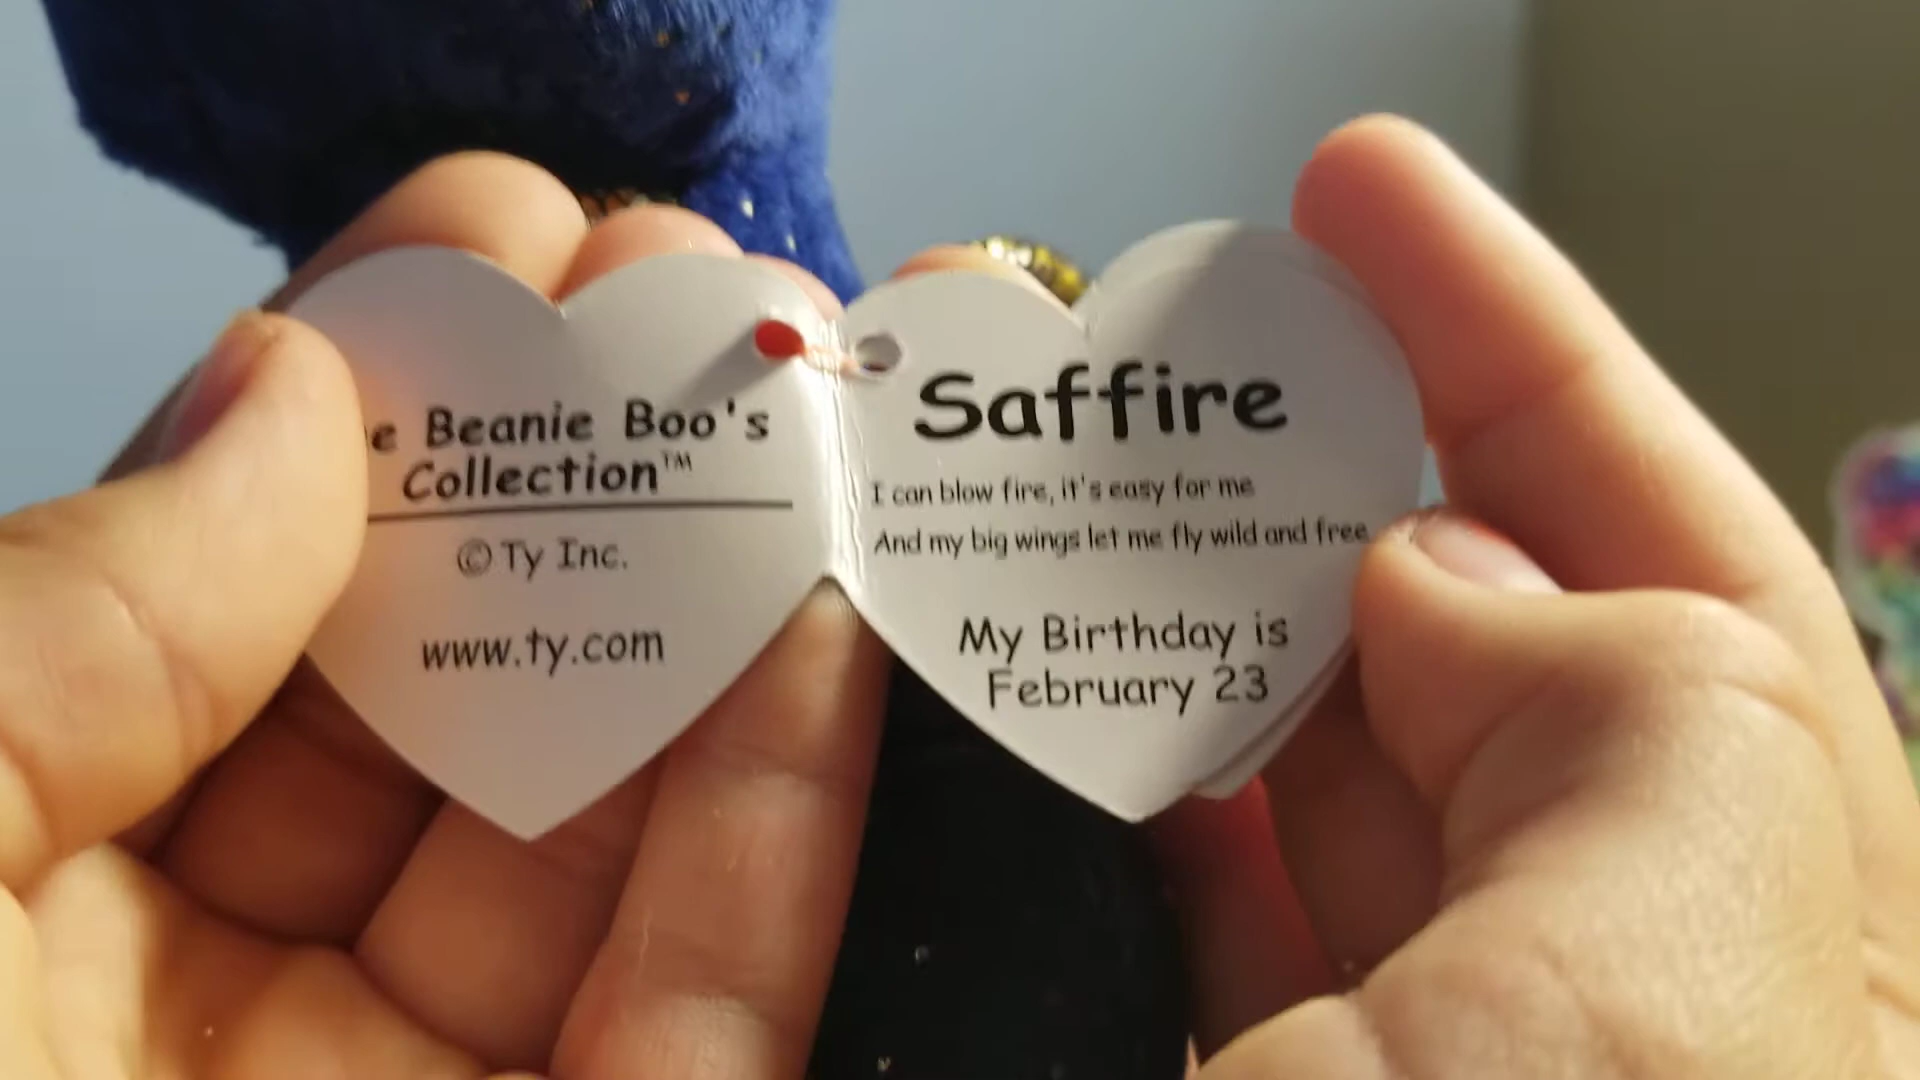 e Beanie Boo's
Collection™
© Ty Inc.
www.ty.com
Saffire
I can blow fire, it's easy for me
And my big wings let me fly wild and free
My Birthday is
February 23